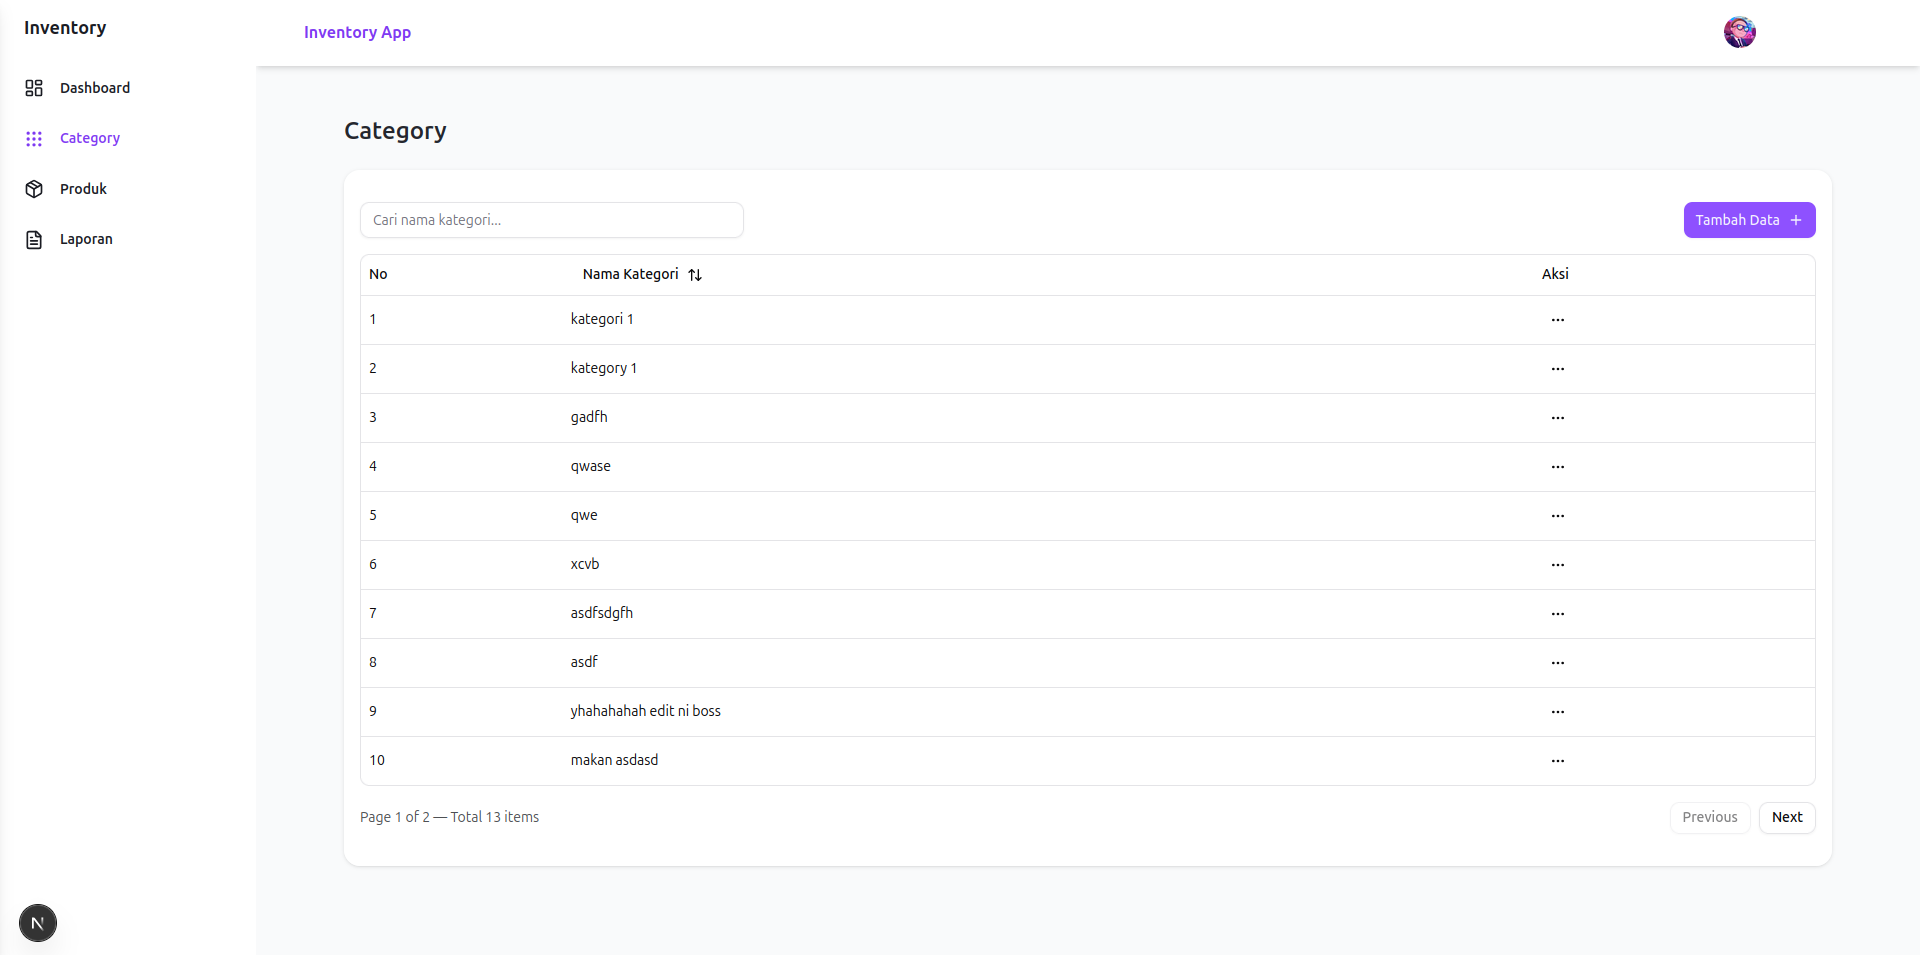 Inventory
Inventory App
Dashboard
Category
Produk
Laporan
Category
Cari nama kategori...
Tambah Data +
No Nama Kategori Aksi
1 kategori 1 ...
2 kategory 1 ...
3 gadfh ...
4 qwase ...
5 qwe ...
6 xcvb ...
7 asdfsdgfh ...
8 asdf ...
9 yhahahahah edit ni boss ...
10 makan asdasd ...
Page 1 of 2 — Total 13 items
Previous Next
N